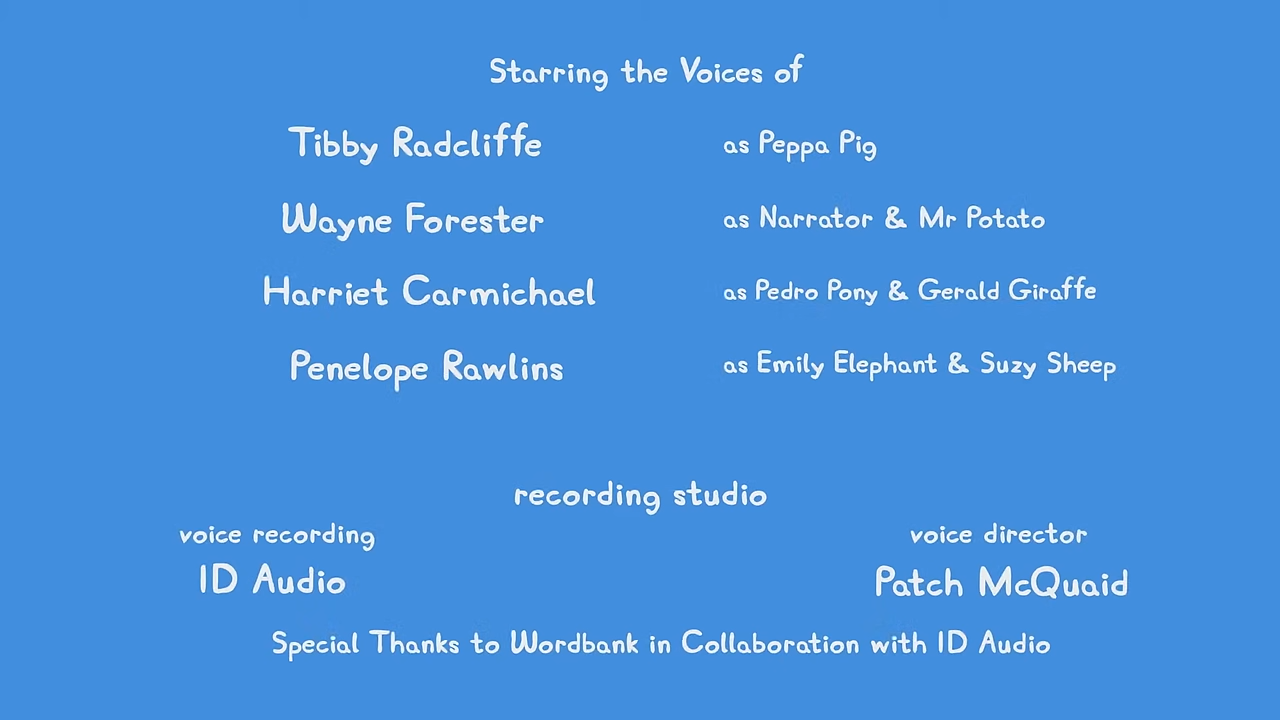 Starring the Voices of
Tibby Radcliffe as Peppa Pig
Wayne Forester as Narrator & Mr Potato
Harriet Carmichael as Pedro Pony & Gerald Giraffe
Penelope Rawlins as Emily Elephant & Suzy Sheep
recording studio
voice recording voice director
ID Audio Patch McQuaid
Special Thanks to Wordbank in Collaboration with ID Audio